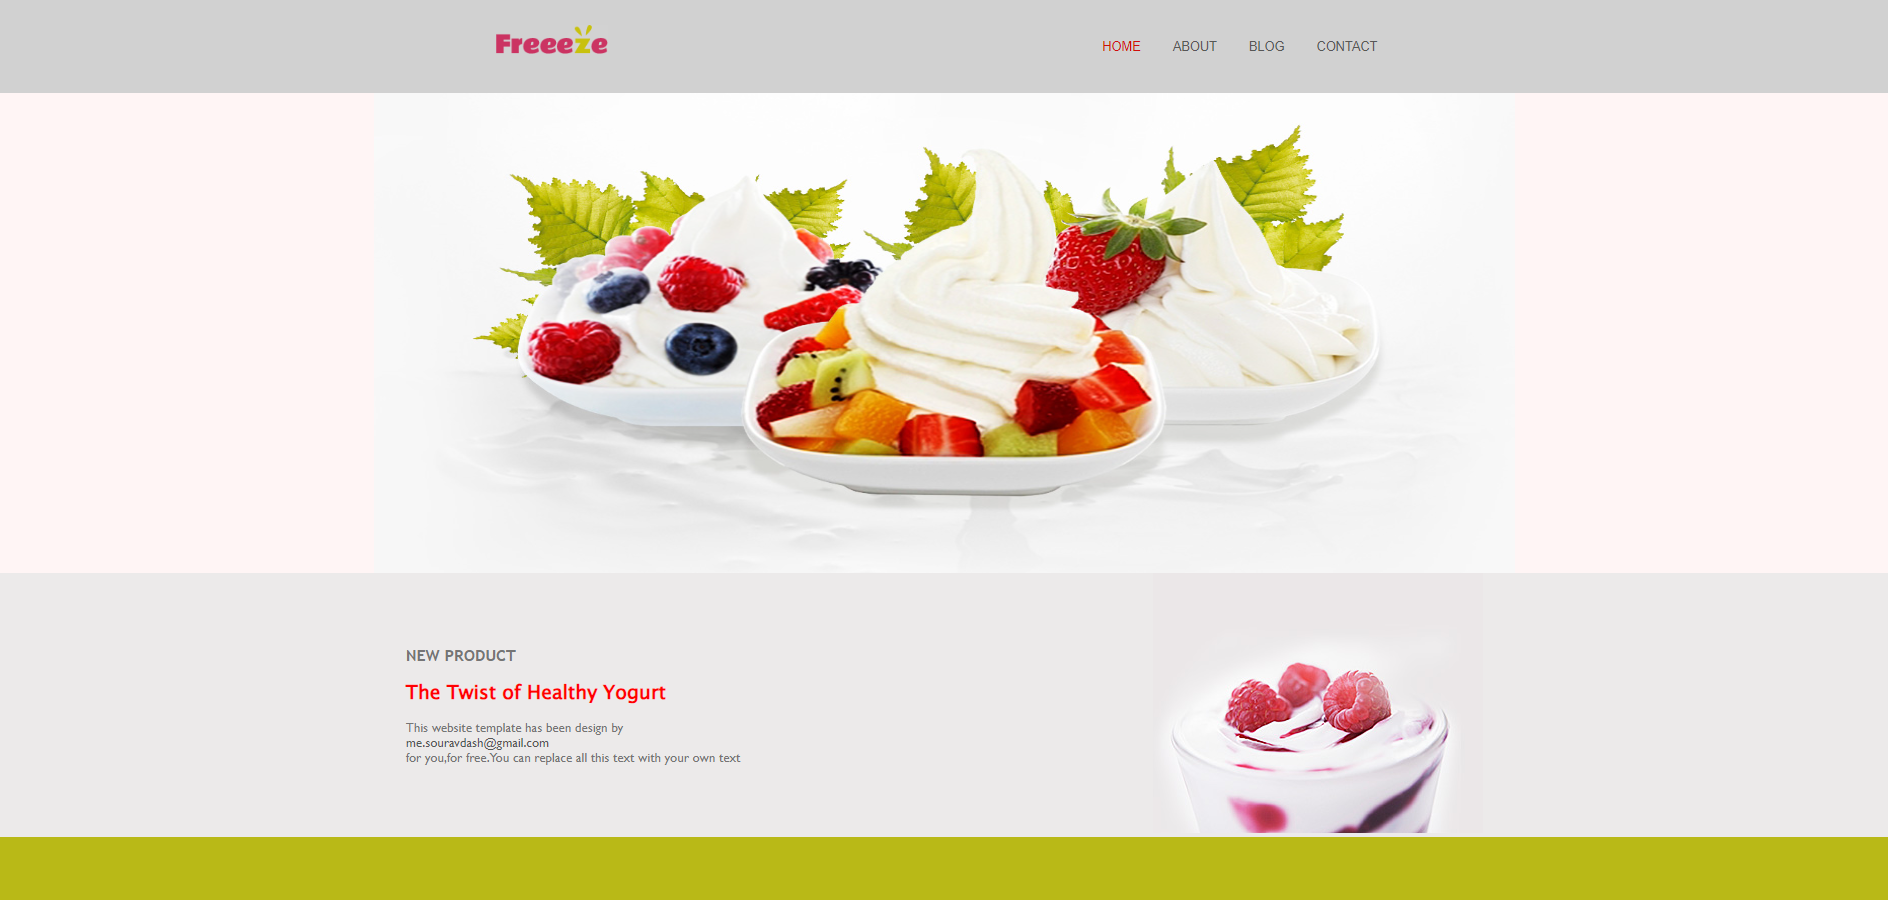 Freeeze
HOME ABOUT BLOG CONTACT
NEW PRODUCT
The Twist of Healthy Yogurt
This website template has been design by
me.souravdash@gmail.com
for you,for free.You can replace all this text with your own text